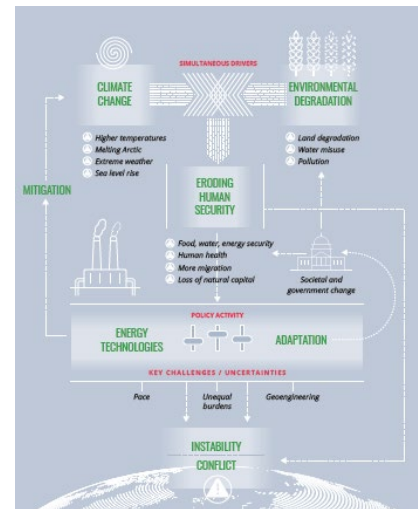 SIMULTANEOUS DRIVERS
CLIMATE
CHANGE
ENVIRONMENTAL
DEGRADATION
Higher temperatures
Melting Arctic
Extreme weather
Sea level rise
Land degradation
Water misuse
Pollution
MITIGATION
ERODING
HUMAN
SECURITY
Food, water, energy security
Human health
More migration
Loss of natural capital
Societal and
government change
POLICY ACTIVITY
ENERGY
TECHNOLOGIES
ADAPTATION
KEY CHALLENGES / UNCERTAINTIES
Pace
Unequal
burdens
Geoengineering
INSTABILITY
CONFLICT